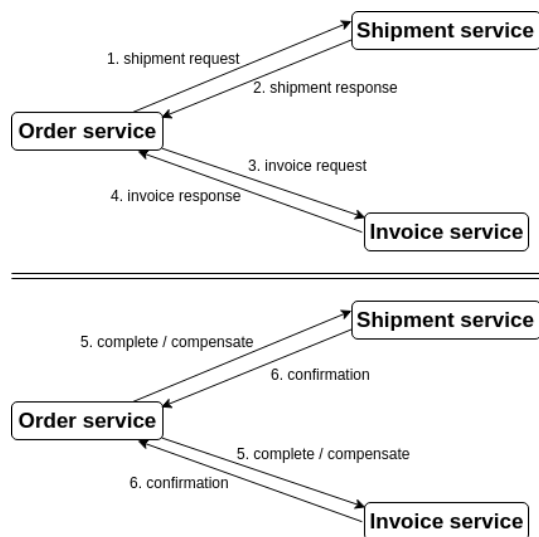 Shipment service
1. shipment request
2. shipment response
Order service
3. invoice request
4. invoice response
Invoice service
Shipment service
5. complete / compensate
6. confirmation
Order service
5. complete / compensate
6. confirmation
Invoice service